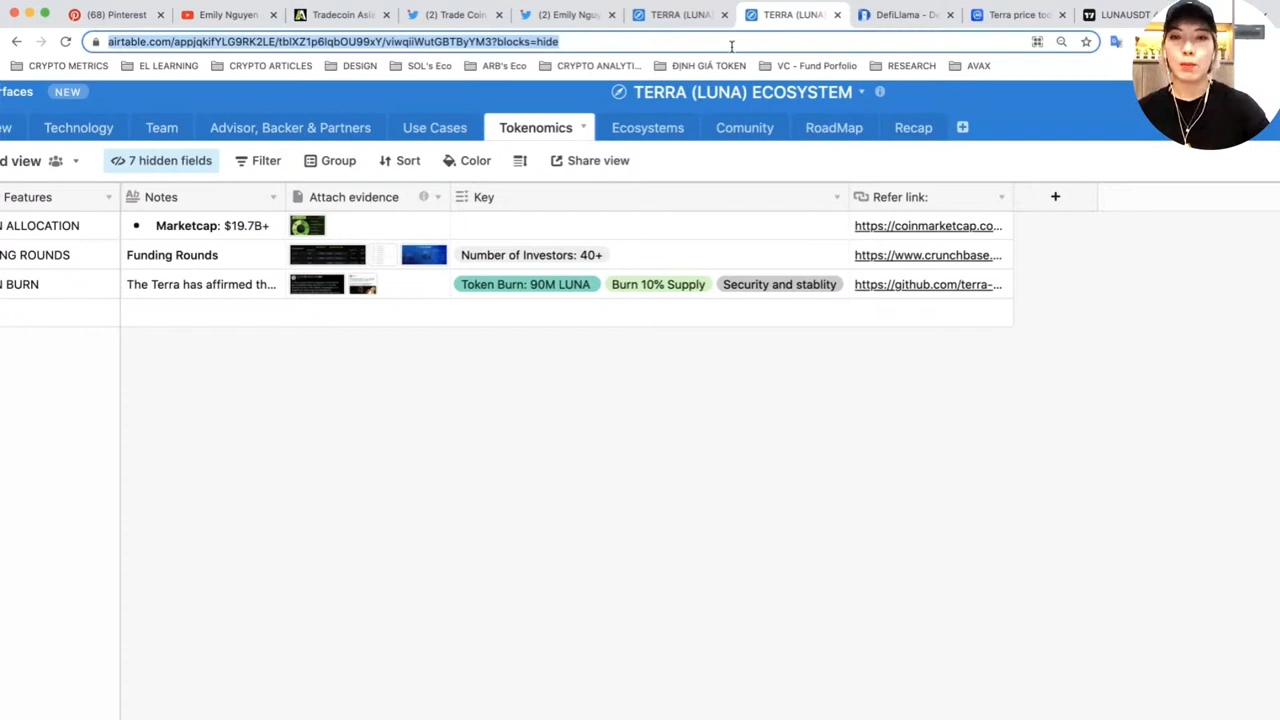 (68) Pinterest
Emily Nguyen
Tradecoin Asia
(2) Trade Coin
(2) Emily Nguy
TERRA (LUNA)
TERRA (LUNA)
DefiLlama - De
Terra price too
LUNAUSDT
airtable.com/appjqkifYLG9RK2LE/tblXZ1p6lqbOU99xY/viwqiiWutGBTByYM3?blocks=hide
CRYPTO METRICS
EL LEARNING
CRYPTO ARTICLES
DESIGN
SOL's Eco
ARB's Eco
CRYPTO ANALYTI...
ĐỊNH GIÁ TOKEN
VC - Fund Porfolio
RESEARCH
AVAX
rfaces
NEW
TERRA (LUNA) ECOSYSTEM
ew
Technology
Team
Advisor, Backer & Partners
Use Cases
Tokenomics
Ecosystems
Comunity
RoadMap
Recap
d view
7 hidden fields
Filter
Group
Sort
Color
Share view
Features
Notes
Attach evidence
Key
Refer link:
N ALLOCATION
• Marketcap: $19.7B+
https://coinmarketcap.co...
NG ROUNDS
Funding Rounds
Number of Investors: 40+
https://www.crunchbase....
N BURN
The Terra has affirmed th...
Token Burn: 90M LUNA
Burn 10% Supply
Security and stablity
https://github.com/terra-...